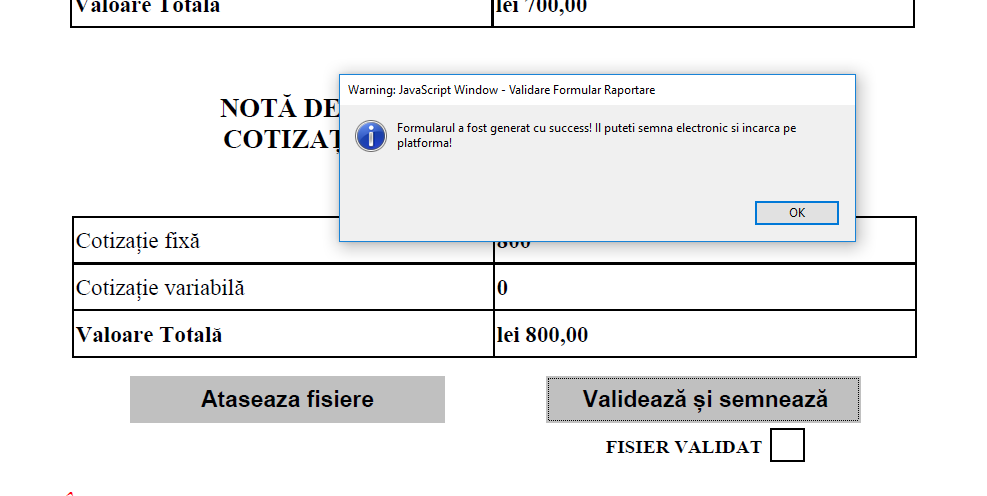 Valoare Totală lei 700,00
Warning: JavaScript Window - Validare Formular Raportare
Formularul a fost generat cu success! Il puteti semna electronic si incarca pe
platforma!
OK
NOTĂ DE
COTIZAȚ
Cotizație fixă 800
Cotizație variabilă 0
Valoare Totală lei 800,00
Ataseaza fisiere Validează și semnează
FISIER VALIDAT